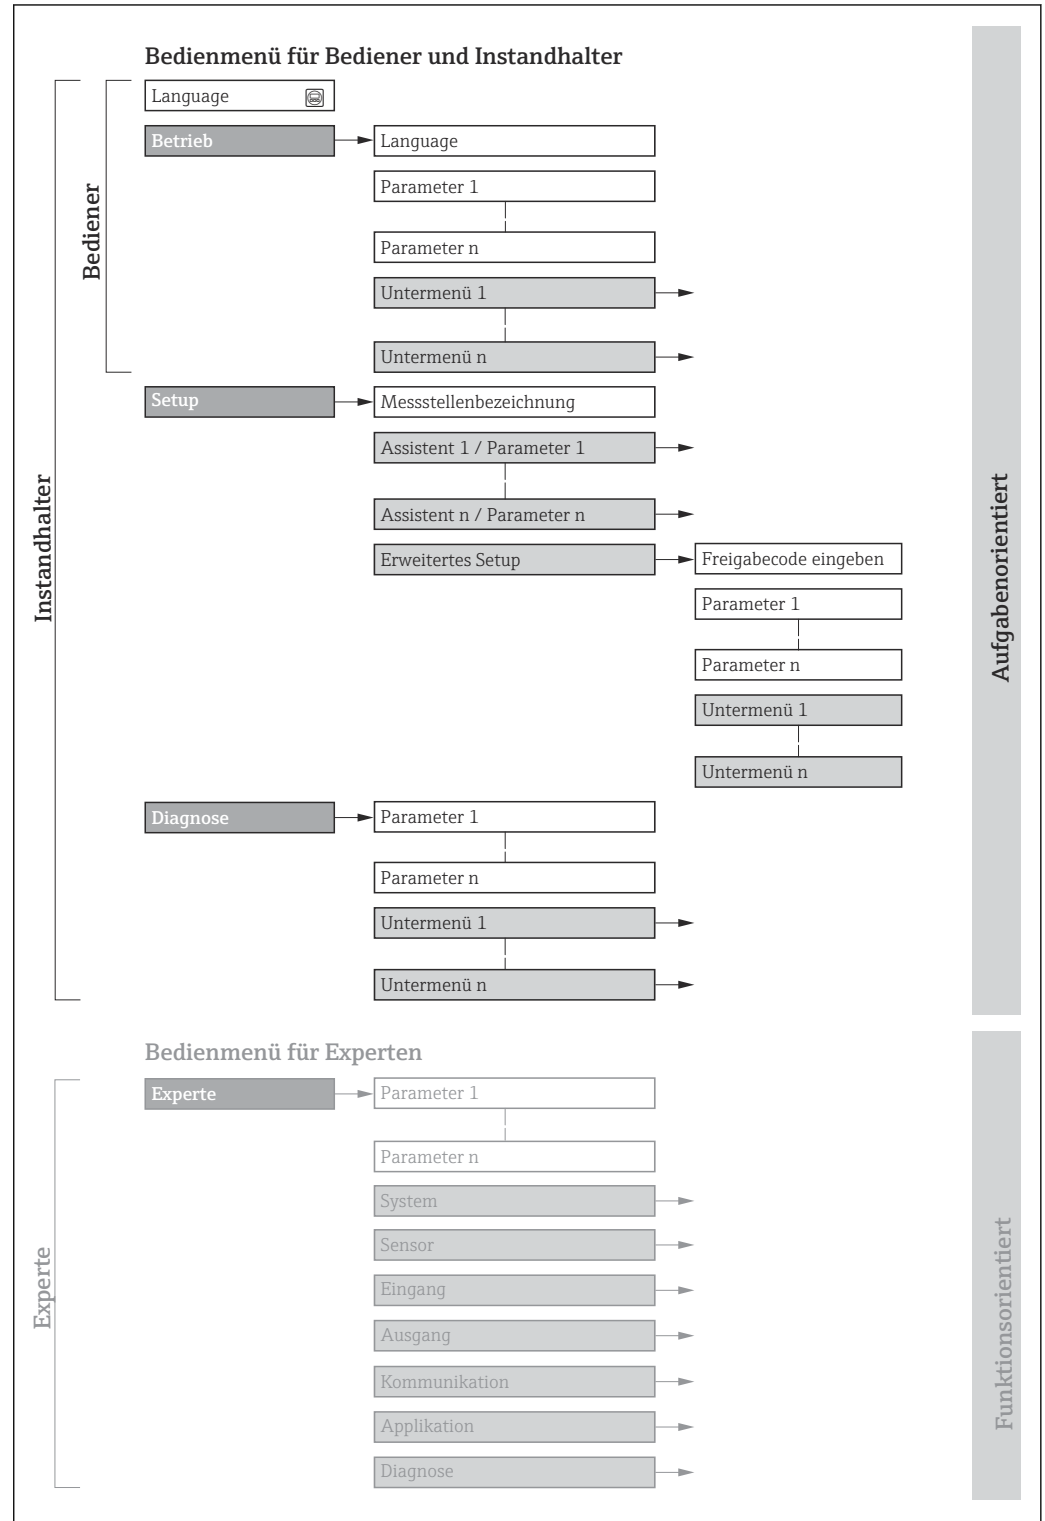 Bedienmenü für Bediener und Instandhalter
Language
Betrieb
Language
Parameter 1
Parameter n
Untermenü 1
Untermenü n
Bediener
Setup
Messstellenbezeichnung
Assistent 1 / Parameter 1
Assistent n / Parameter n
Erweitertes Setup
Freigabecode eingeben
Parameter 1
Parameter n
Untermenü 1
Untermenü n
Instandhalter
Aufgabenorientiert
Diagnose
Parameter 1
Parameter n
Untermenü 1
Untermenü n
Bedienmenü für Experten
Experte
Parameter 1
Parameter n
System
Sensor
Eingang
Ausgang
Kommunikation
Applikation
Diagnose
Experte
Funktionsorientiert